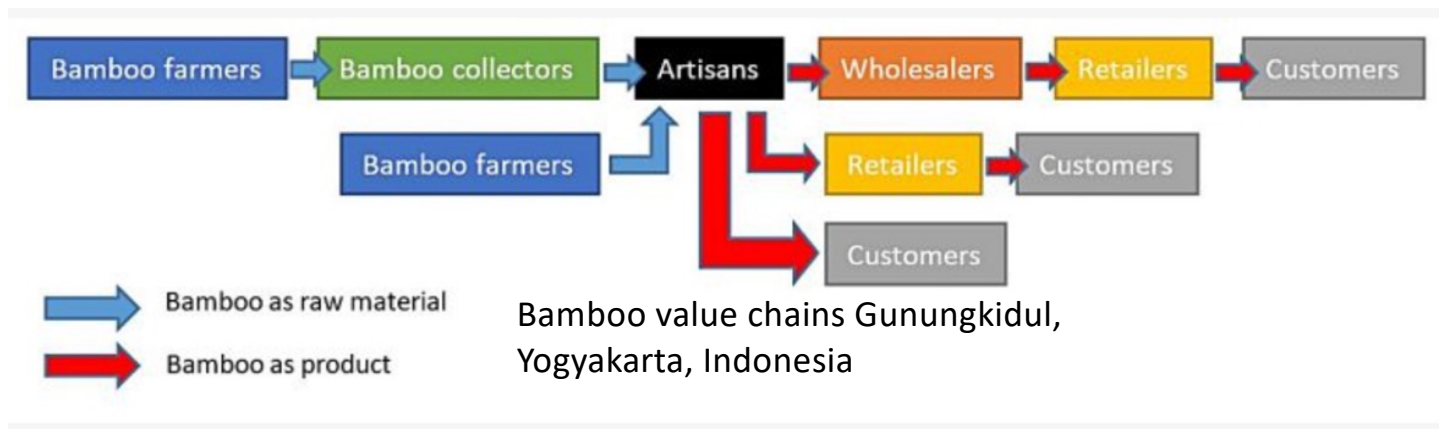 Bamboo farmers Bamboo collectors Artisans Wholesalers Retailers Customers
Bamboo farmers Retailers Customers
Customers
Bamboo as raw material
Bamboo as product
Bamboo value chains Gunungkidul,
Yogyakarta, Indonesia